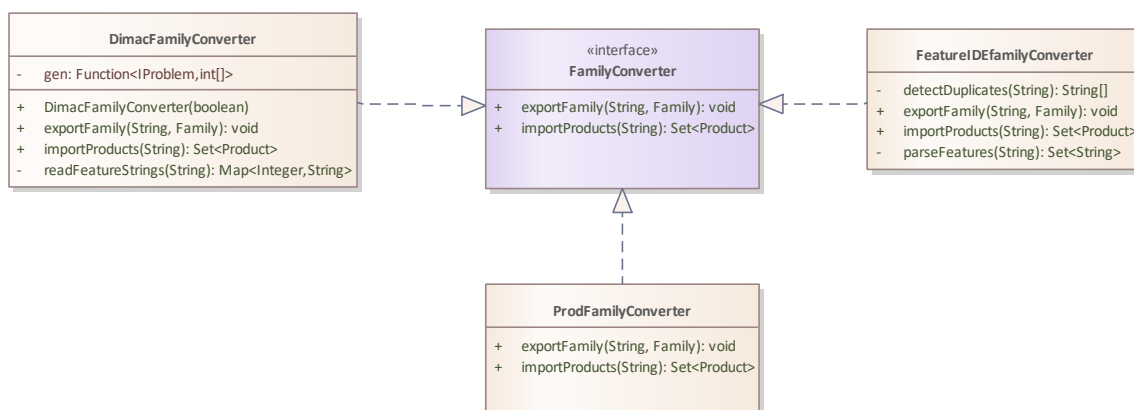 DimacFamilyConverter
- gen: Function<IProblem,int[]>
+ DimacFamilyConverter(boolean)
+ exportFamily(String, Family): void
+ importProducts(String): Set<Product>
- readFeatureStrings(String): Map<Integer,String>
«interface»
FamilyConverter
+ exportFamily(String, Family): void
+ importProducts(String): Set<Product>
FeatureIDEfamilyConverter
- detectDuplicates(String): String[]
+ exportFamily(String, Family): void
+ importProducts(String): Set<Product>
- parseFeatures(String): Set<String>
ProdFamilyConverter
+ exportFamily(String, Family): void
+ importProducts(String): Set<Product>